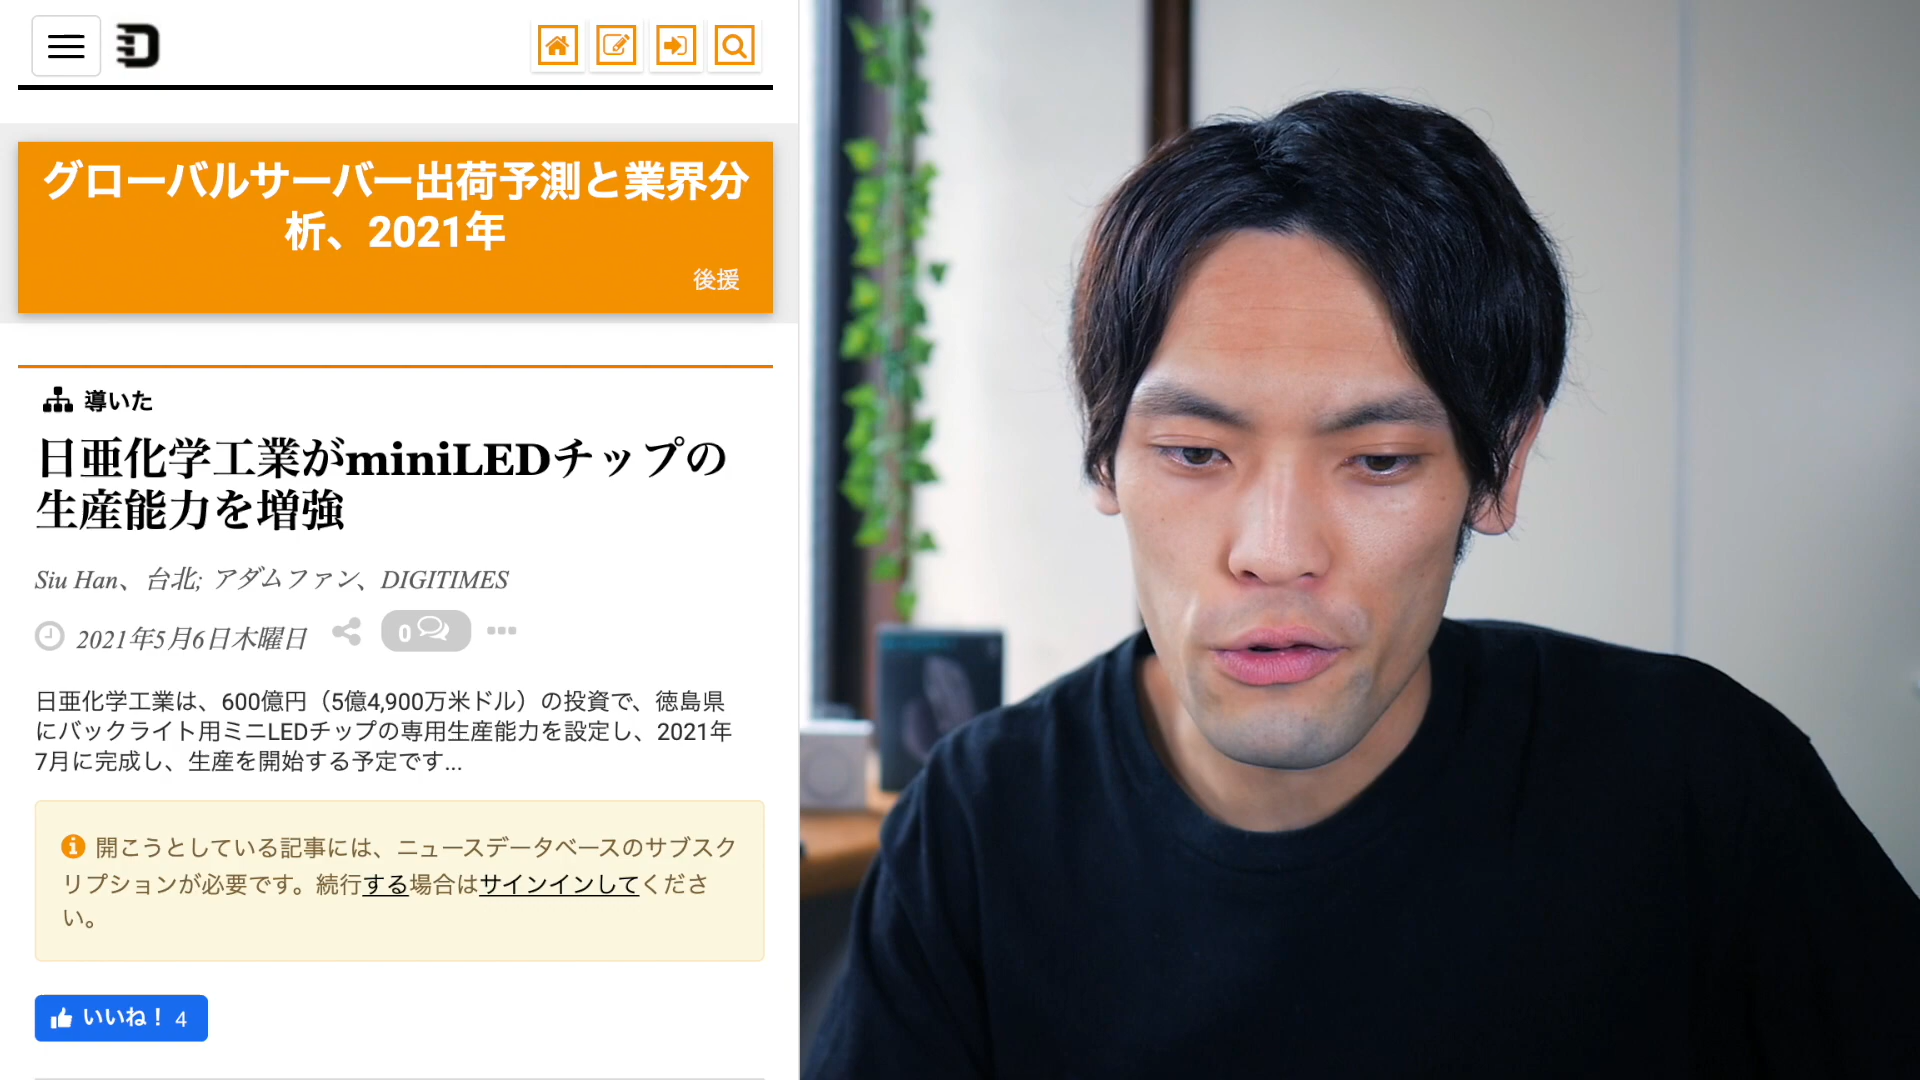 グローバルサーバー出荷予測と業界分
析、2021年
後援
導いた
日亜化学工業がminiLEDチップの
生産能力を増強
Siu Han、台北; アダムファン、DIGITIMES
2021年5月6日木曜日
0
日亜化学工業は、600億円（5億4,900万米ドル）の投資で、徳島県
にバックライト用ミニLEDチップの専用生産能力を設定し、2021年
7月に完成し、生産を開始する予定です...
開こうとしている記事には、ニュースデータベースのサブスク
リプションが必要です。続行する場合はサインインしてくださ
い。
いいね！ 4